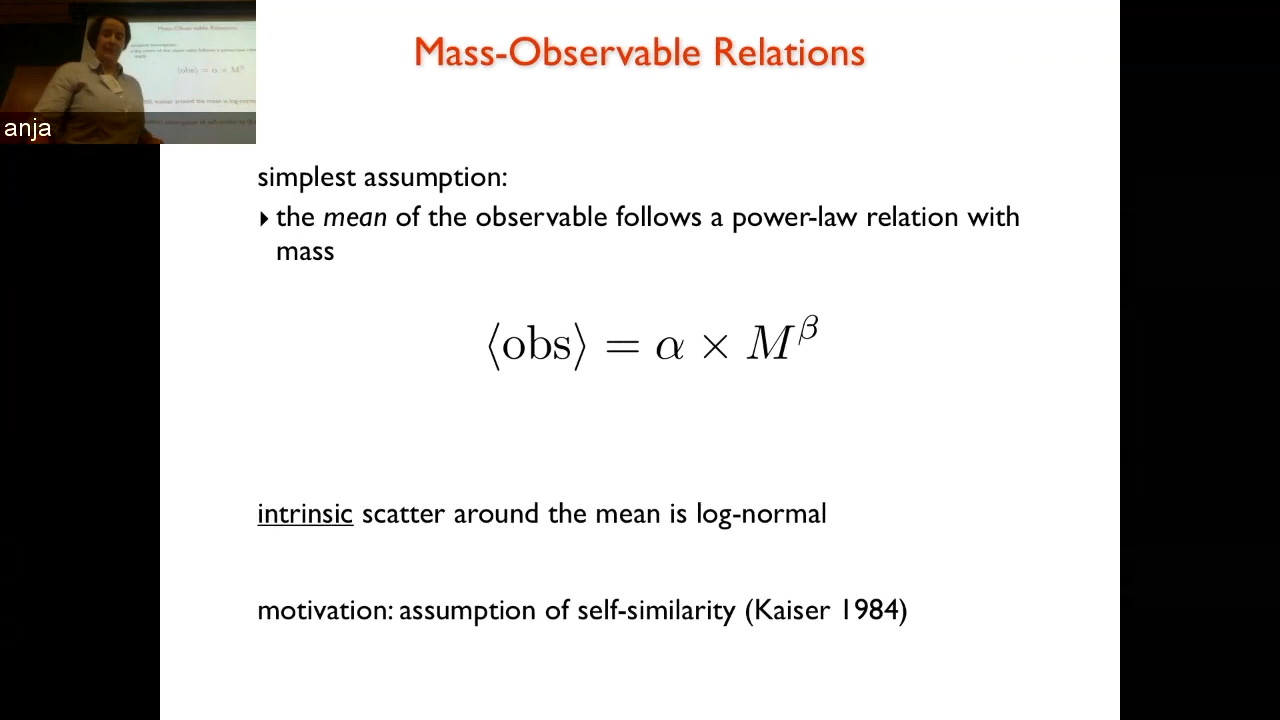 Mass-Observable Relations
anja
simplest assumption:
‣ the mean of the observable follows a power-law relation with
mass
⟨obs⟩ = α × M^β
intrinsic scatter around the mean is log-normal
motivation: assumption of self-similarity (Kaiser 1984)